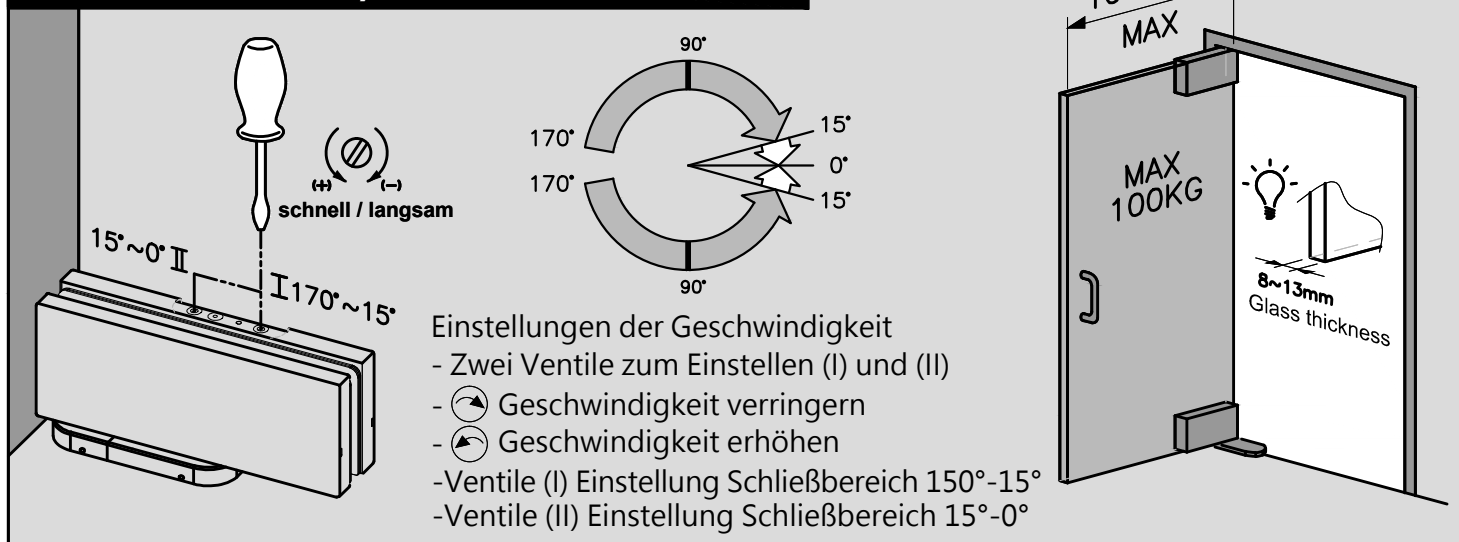 90°
170°
15°
0°
170°
15°
90°
(+) (-)
schnell / langsam
15°~0° II
I 170°~15°
Einstellungen der Geschwindigkeit
- Zwei Ventile zum Einstellen (I) und (II)
- Geschwindigkeit verringern
- Geschwindigkeit erhöhen
-Ventile (I) Einstellung Schließbereich 150°-15°
-Ventile (II) Einstellung Schließbereich 15°-0°
MAX
MAX
100KG
8~13mm
Glass thickness